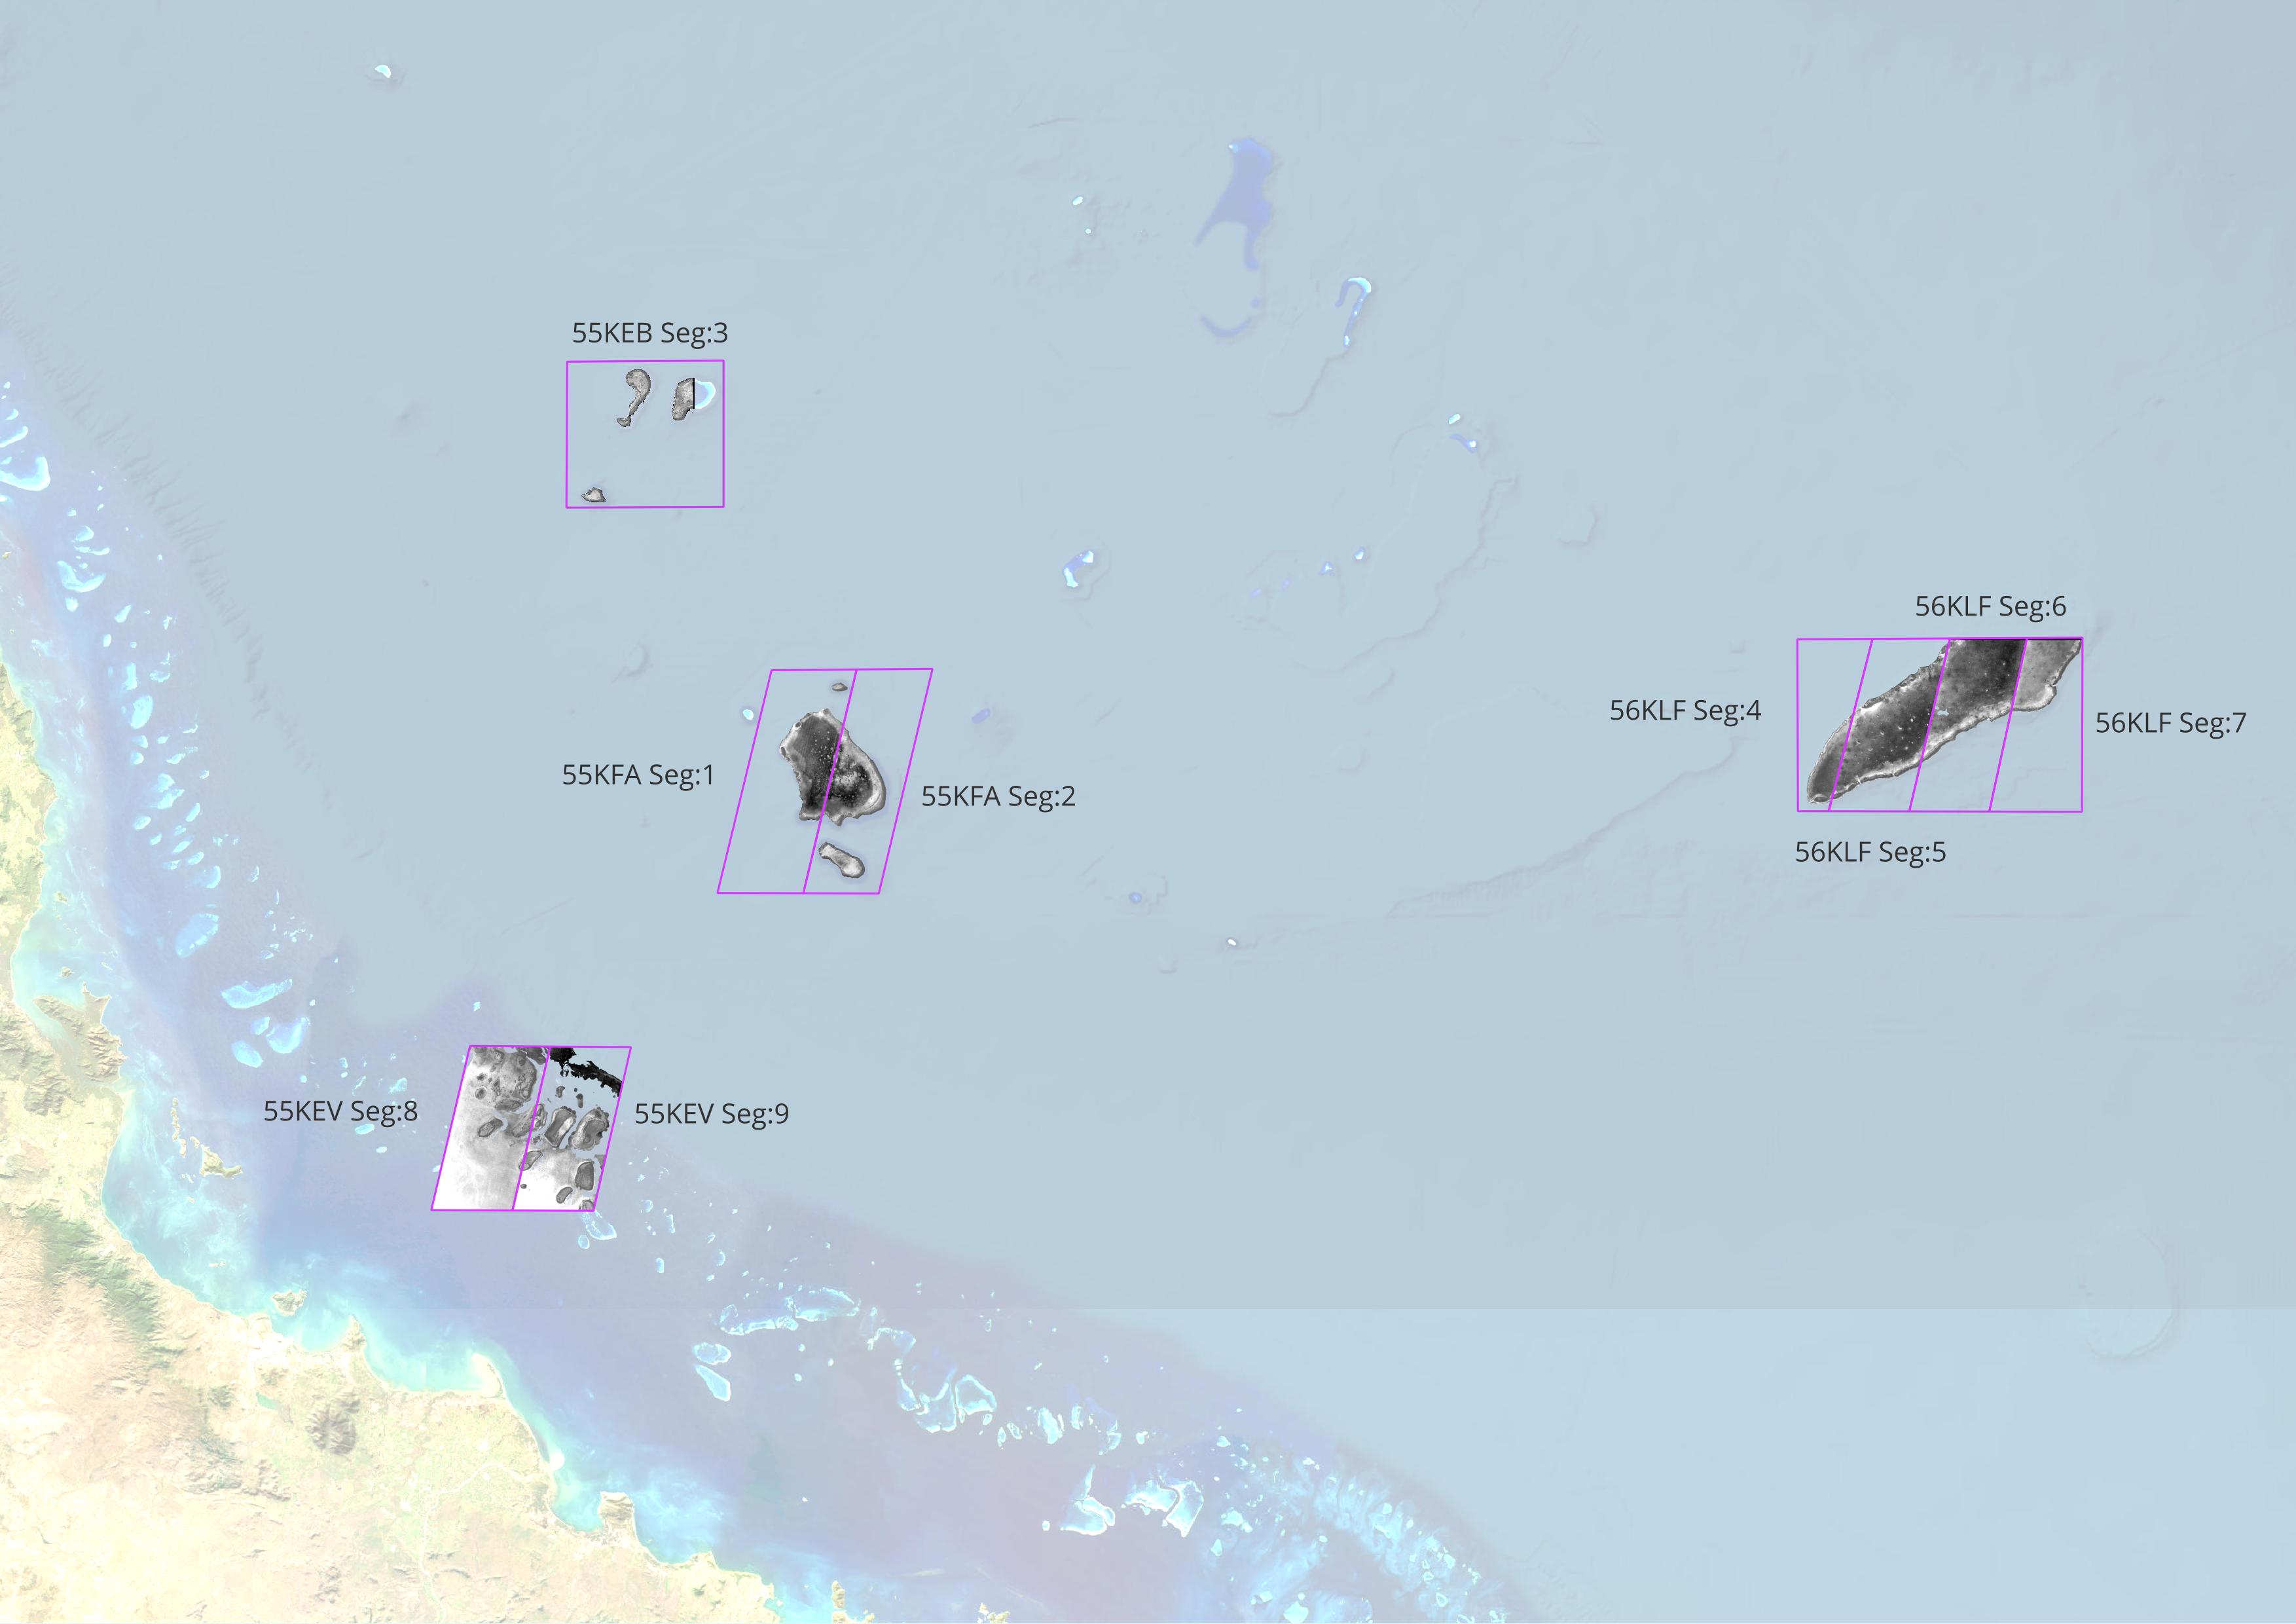 55KEB Seg:3
56KLF Seg:6
56KLF Seg:4
56KLF Seg:7
55KFA Seg:1
55KFA Seg:2
56KLF Seg:5
55KEV Seg:8
55KEV Seg:9